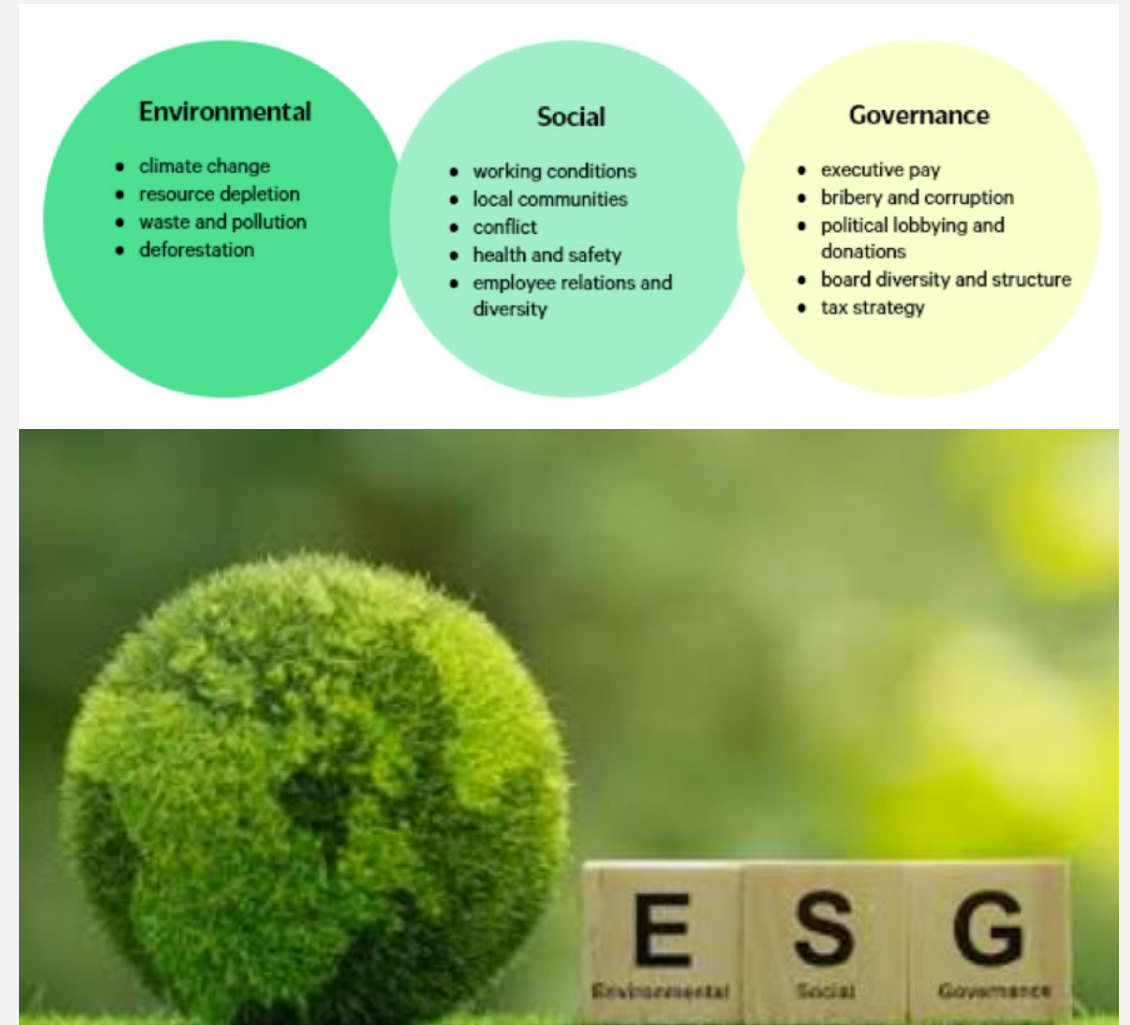 Environmental
climate change
resource depletion
waste and pollution
deforestation
Social
working conditions
local communities
conflict
health and safety
employee relations and
diversity
Governance
executive pay
bribery and corruption
political lobbying and
donations
board diversity and structure
tax strategy
E S G
Environmental Social Governance